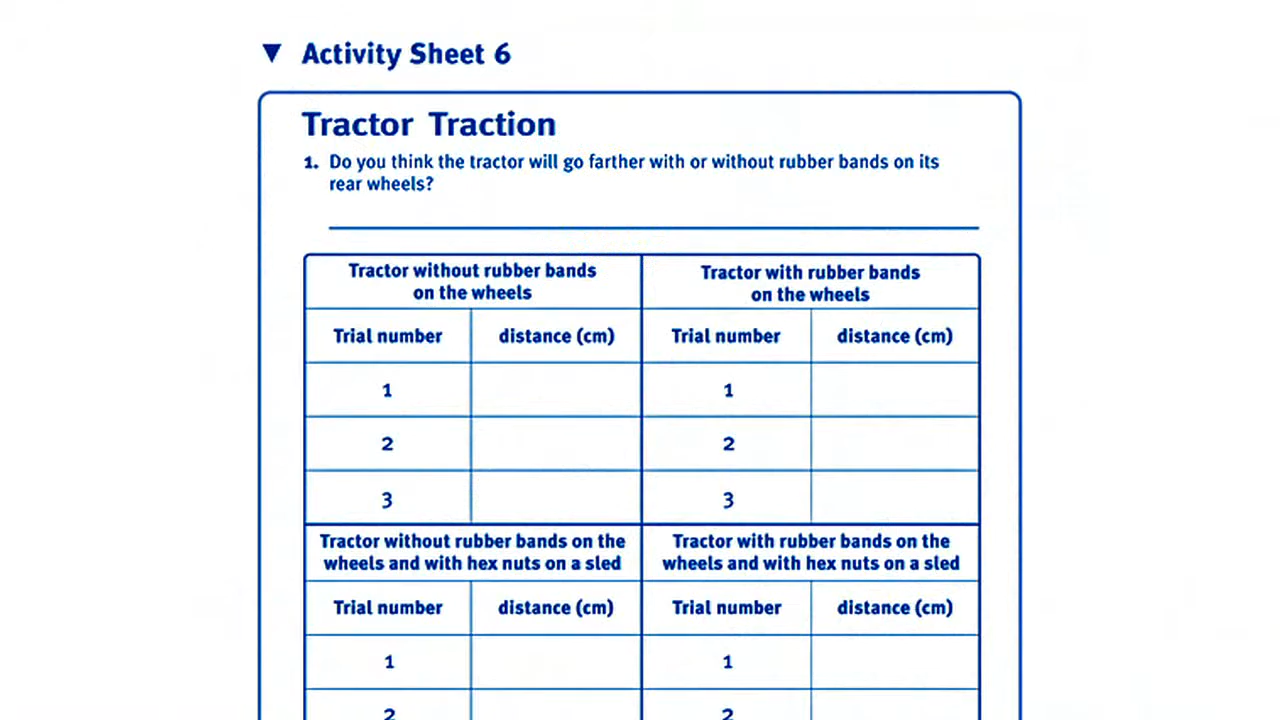 ▼ Activity Sheet 6
Tractor Traction
1. Do you think the tractor will go farther with or without rubber bands on its
rear wheels?
Tractor without rubber bands
on the wheels
Tractor with rubber bands
on the wheels
Trial number distance (cm) Trial number distance (cm)
1 1
2 2
3 3
Tractor without rubber bands on the
wheels and with hex nuts on a sled
Tractor with rubber bands on the
wheels and with hex nuts on a sled
Trial number distance (cm) Trial number distance (cm)
1 1
2 2